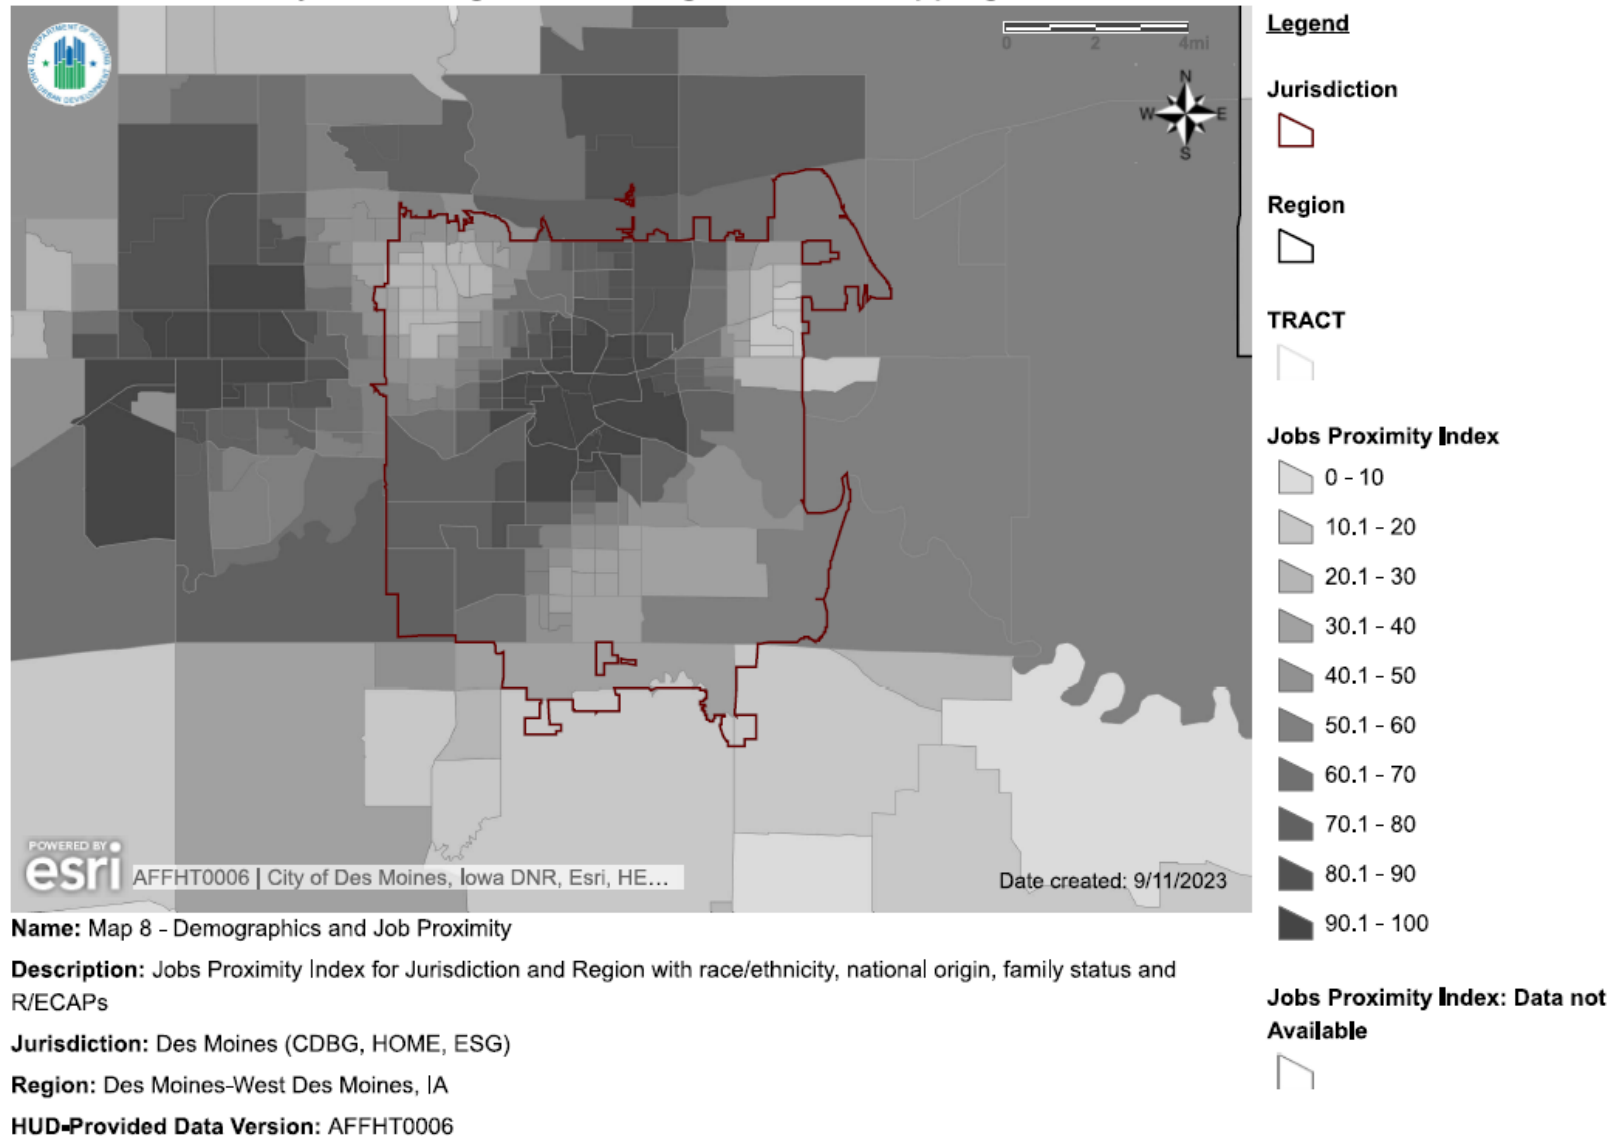 0 2 4mi
N
W E
S
POWERED BY
esri
AFFHT0006 | City of Des Moines, Iowa DNR, Esri, HE...
Date created: 9/11/2023
Legend
Jurisdiction
Region
TRACT
Jobs Proximity Index
0 - 10
10.1 - 20
20.1 - 30
30.1 - 40
40.1 - 50
50.1 - 60
60.1 - 70
70.1 - 80
80.1 - 90
90.1 - 100
Jobs Proximity Index: Data not
Available
Name: Map 8 - Demographics and Job Proximity
Description: Jobs Proximity Index for Jurisdiction and Region with race/ethnicity, national origin, family status and
R/ECAPs
Jurisdiction: Des Moines (CDBG, HOME, ESG)
Region: Des Moines-West Des Moines, IA
HUD-Provided Data Version: AFFHT0006